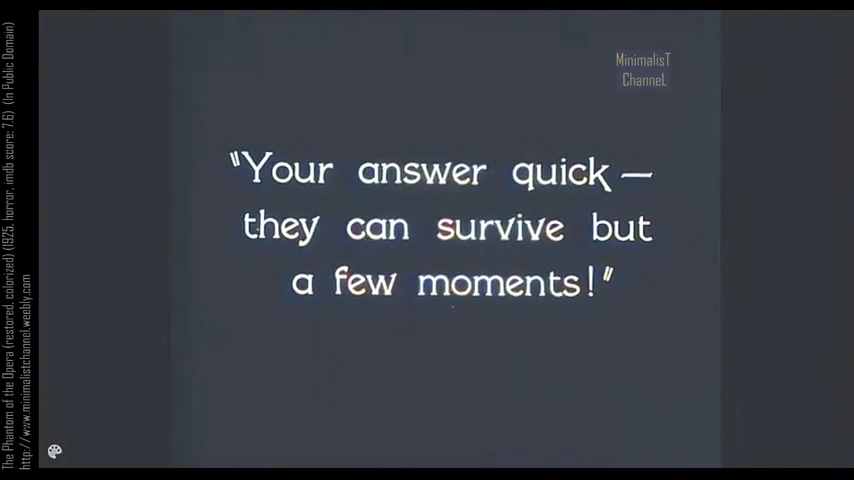 MinimalisT
ChanneL
"Your answer quick —
they can survive but
a few moments!"
The Phantom of the Opera (restored, colorized) (1925, horror, imdb score: 7.6) (In Public Domain)
http://www.minimalistchannel.weebly.com